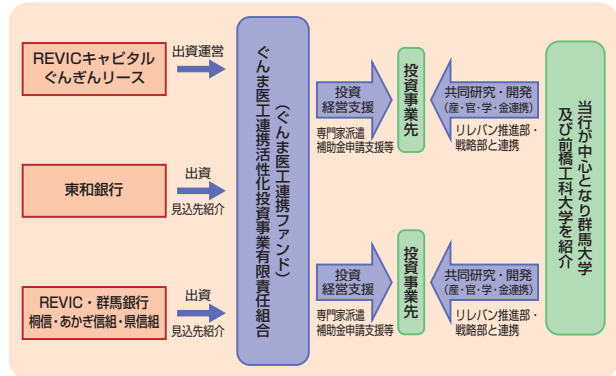 REVICキャピタル
ぐんぎんリース
出資運営
東和銀行
出資
見込先紹介
REVIC・群馬銀行
桐信・あかぎ信組・県信組
出資
見込先紹介
ぐんま医工連携活性化投資事業有限責任組合
（ぐんま医工連携ファンド）
投資
経営支援
専門家派遣
補助金申請支援等
投資事業先
共同研究・開発
（産・官・学・金連携）
リレバン推進部・
戦略部と連携
投資
経営支援
専門家派遣
補助金申請支援等
投資事業先
共同研究・開発
（産・官・学・金連携）
リレバン推進部・
戦略部と連携
当行が中心となり群馬大学
及び前橋工科大学を紹介